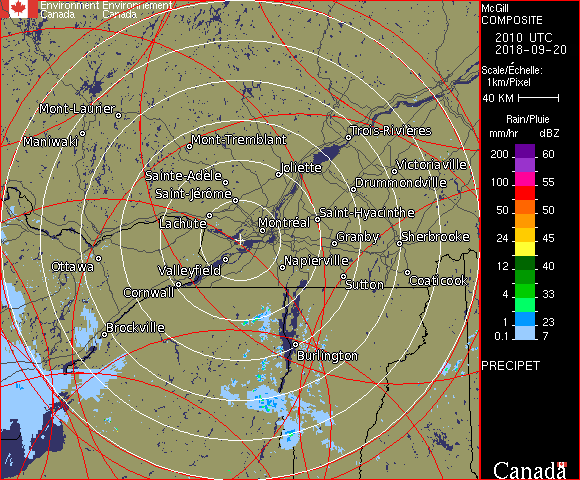 Environment Environnement
Canada Canada
McGill
COMPOSITE
2010 UTC
2018-09-20
Scale/Échelle:
1km/Pixel
40 KM
Rain/Pluie
mm/hr dBZ
200 60
150 57
100 55
50 50
24 45
12 40
4 33
1 23
0.1 7
PRECIPET
Canada
Mont-Laurier
Maniwaki
Mont-Tremblant
Trois-Rivières
Sainte-Adèle
Joliette
Victoriaville
Saint-Jérôme
Drummondville
Lachute
Montréal
Saint-Hyacinthe
Granby
Sherbrooke
Ottawa
Valleyfield
Napierville
Cornwall
Sutton
Coaticook
Brockville
Burlington